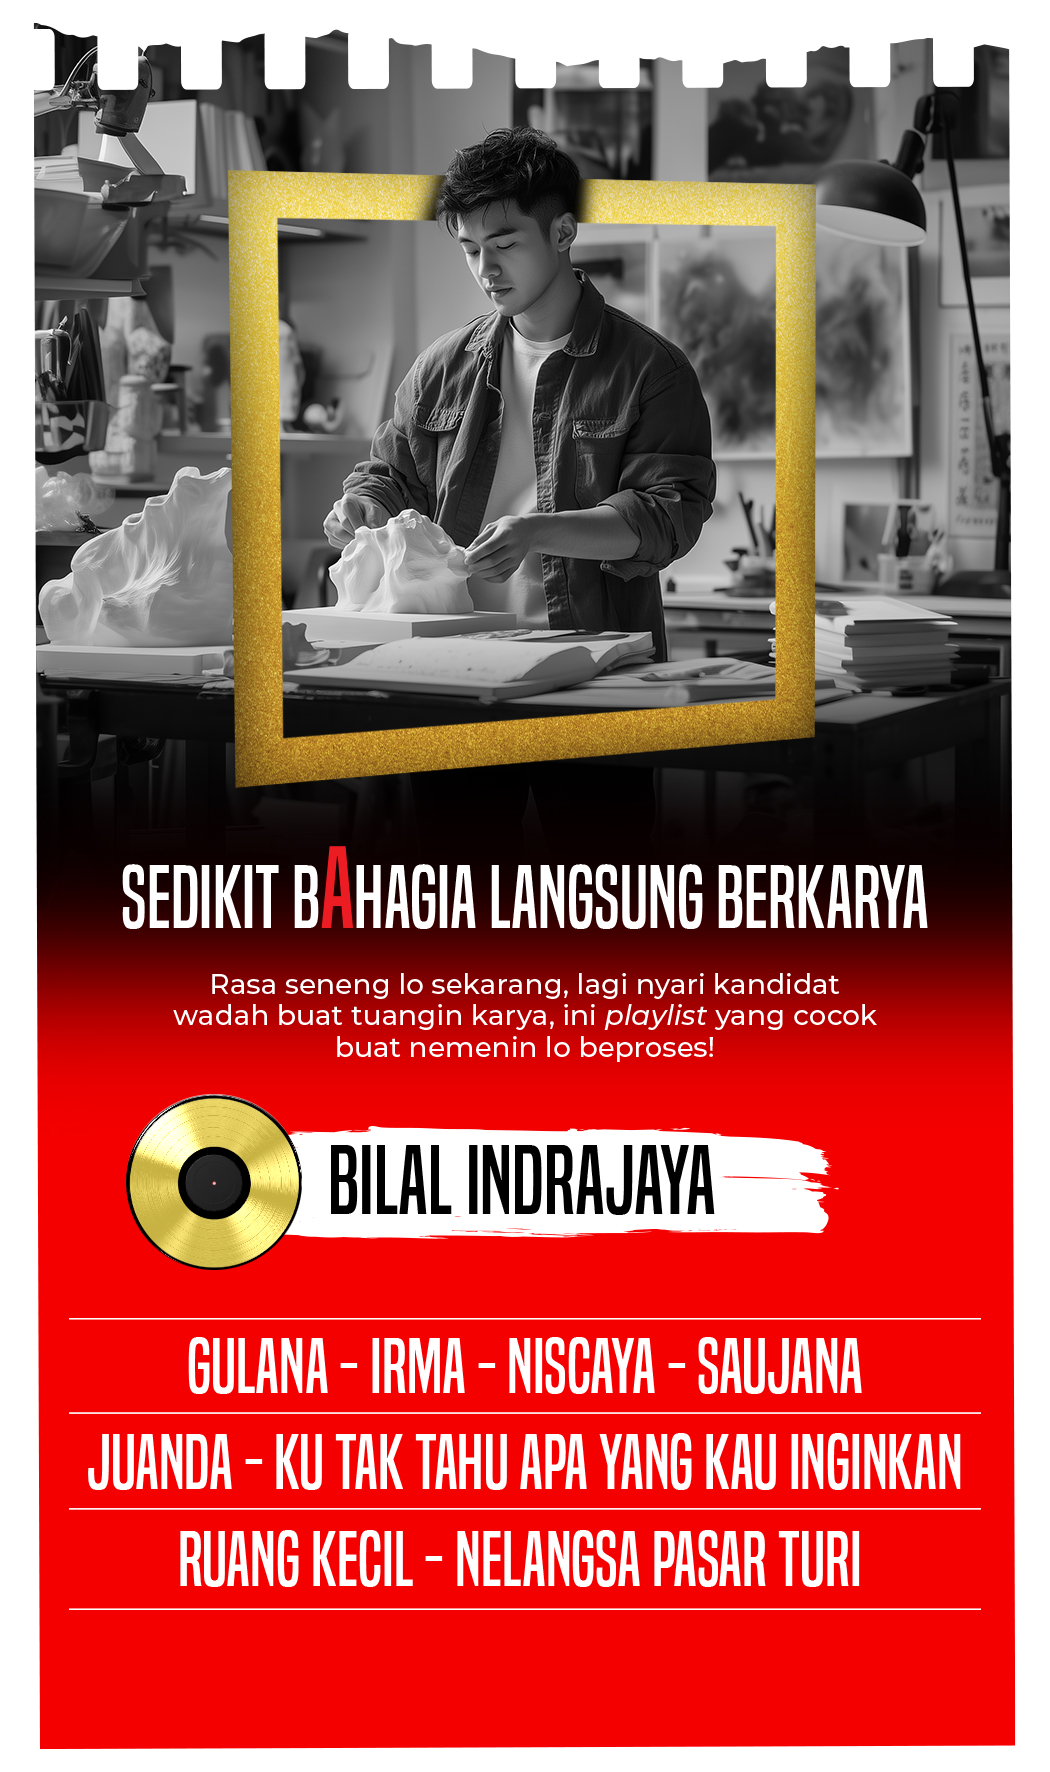 SEDIKIT BAHAGIA LANGSUNG BERKARYA
Rasa seneng lo sekarang, lagi nyari kandidat
wadah buat tuangin karya, ini playlist yang cocok
buat nemenin lo beproses!
BILAL INDRAJAYA
GULANA - IRMA - NISCAYA - SAUJANA
JUANDA - KU TAK TAHU APA YANG KAU INGINKAN
RUANG KECIL - NELANGSA PASAR TURI